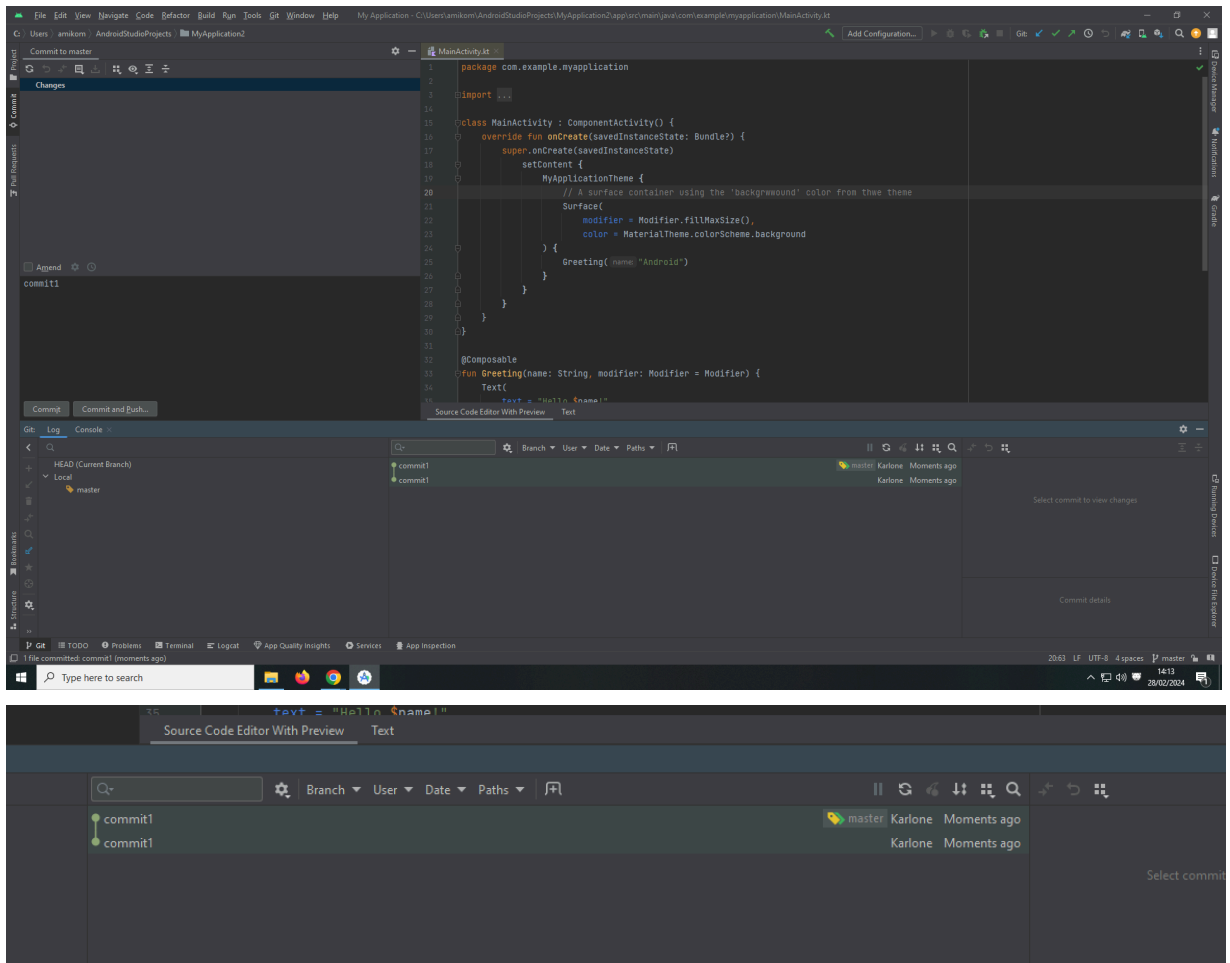 File Edit View Navigate Code Refactor Build Run Tools Git Window Help My Application - C:\Users\amikom\AndroidStudioProjects\MyApplication2\app\src\main\java\com\example\myapplication\MainActivity.kt
C: Users amikom AndroidStudioProjects MyApplication2 Add Configuration... Git:
Project
Commit
Pull Requests
Bookmarks
Structure
Commit to master
Changes
Amend
commit1
Commit Commit and Push...
MainActivity.kt
1 package com.example.myapplication
2
3 import ...
14
15 class MainActivity : ComponentActivity() {
16 override fun onCreate(savedInstanceState: Bundle?) {
17 super.onCreate(savedInstanceState)
18 setContent {
19 MyApplicationTheme {
20 // A surface container using the 'backgrwwound' color from thwe theme
21 Surface(
22 modifier = Modifier.fillMaxSize(),
23 color = MaterialTheme.colorScheme.background
24 ) {
25 Greeting( name: "Android")
26 }
27 }
28 }
29 }
30 }
31
32 @Composable
33 fun Greeting(name: String, modifier: Modifier = Modifier) {
34 Text(
35 text = "Hello $name!"
Source Code Editor With Preview Text
Device Manager
Notifications
Gradle
Running Devices
Device File Explorer
Git: Log Console
Branch User Date Paths
HEAD (Current Branch)
Local
master
commit1 master Karlone Moments ago
commit1 Karlone Moments ago
Select commit to view changes
Commit details
Git TODO Problems Terminal Logcat App Quality Insights Services App Inspection
1 file committed: commit1 (moments ago) 20:63 LF UTF-8 4 spaces master
Type here to search
14:13
28/02/2024
1
35 text = "Hello $name!"
Source Code Editor With Preview Text
Branch User Date Paths
commit1 master Karlone Moments ago
commit1 Karlone Moments ago
Select commit